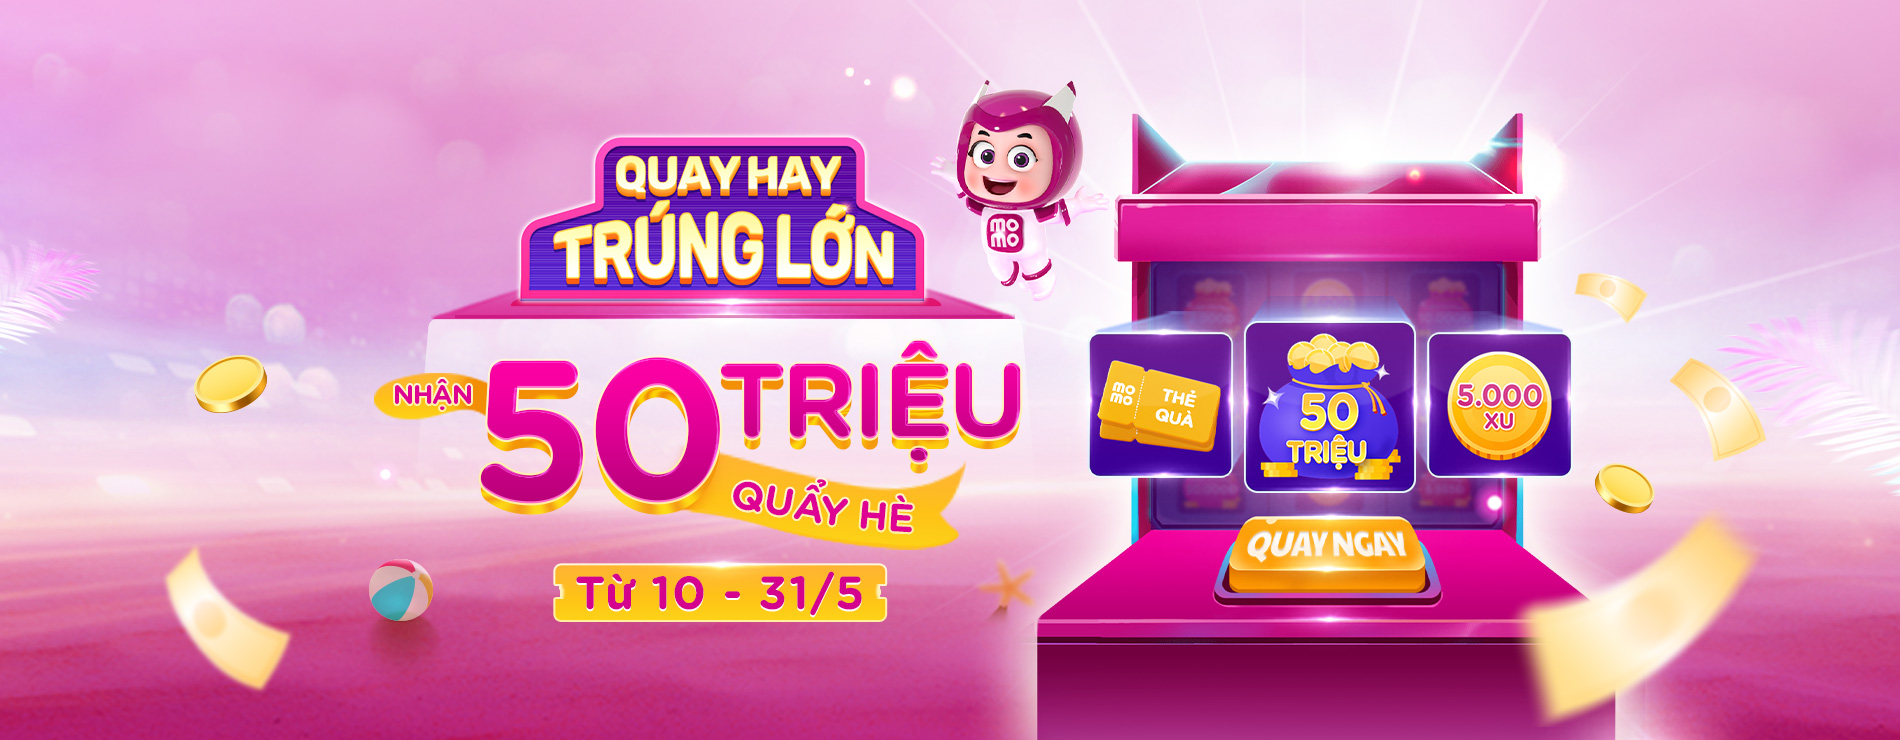 QUAY HAY
TRÚNG LỚN
NHẬN
50 TRIỆU
QUẨY HÈ
Từ 10 - 31/5
mo
mo
mo
mo
THẺ
QUÀ
50
TRIỆU
5.000
XU
QUAY NGAY